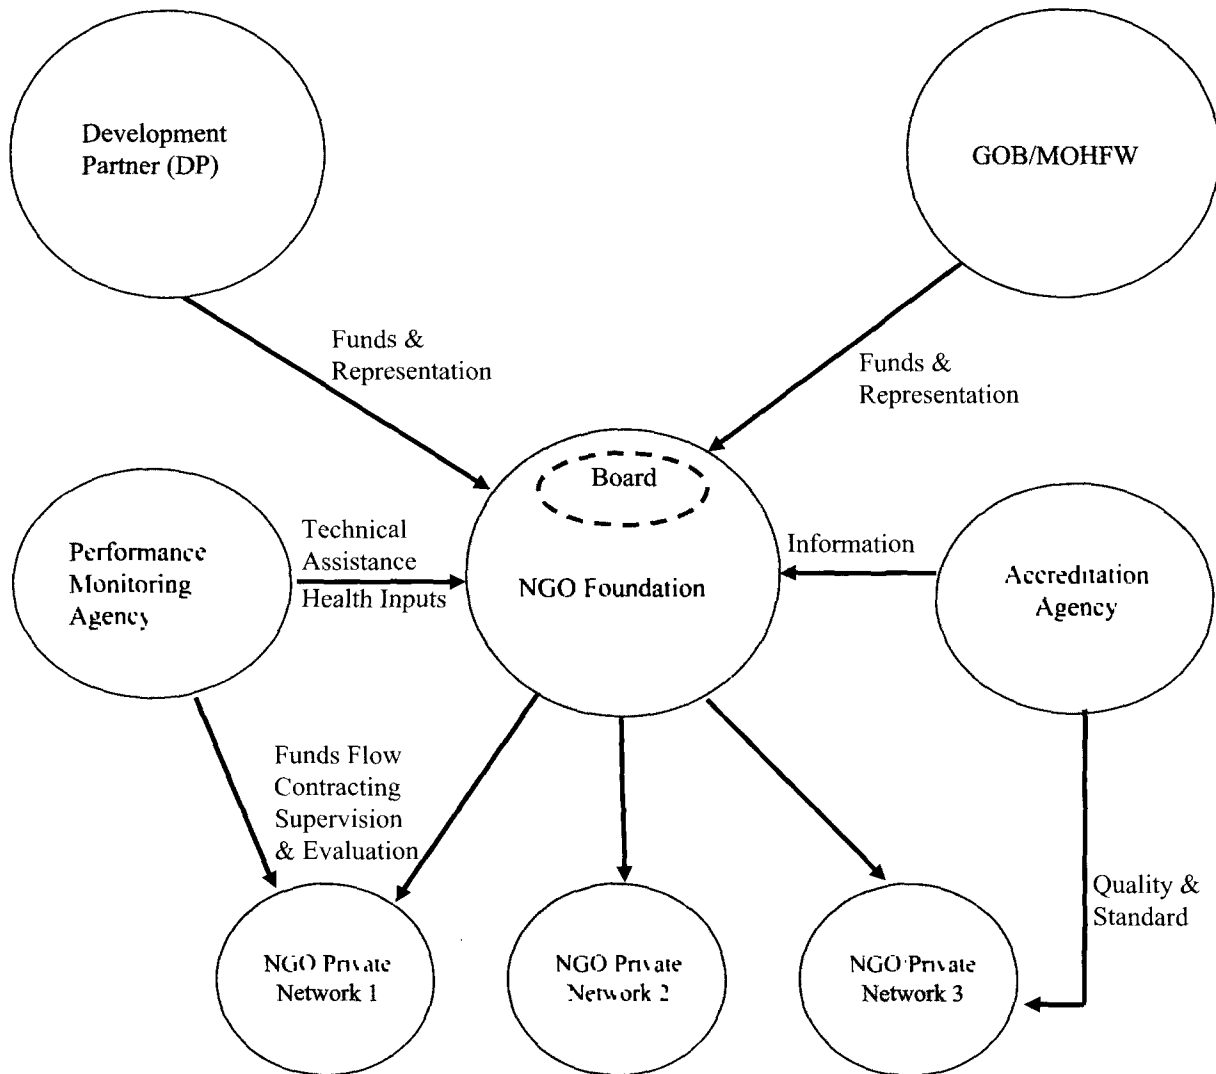 Development
Partner (DP)
GOB/MOHFW
Funds &
Representation
Funds &
Representation
Board
NGO Foundation
Performance
Monitoring
Agency
Technical
Assistance
Health Inputs
Information
Accreditation
Agency
Funds Flow
Contracting
Supervision
& Evaluation
Quality &
Standard
NGO Private
Network 1
NGO Private
Network 2
NGO Private
Network 3